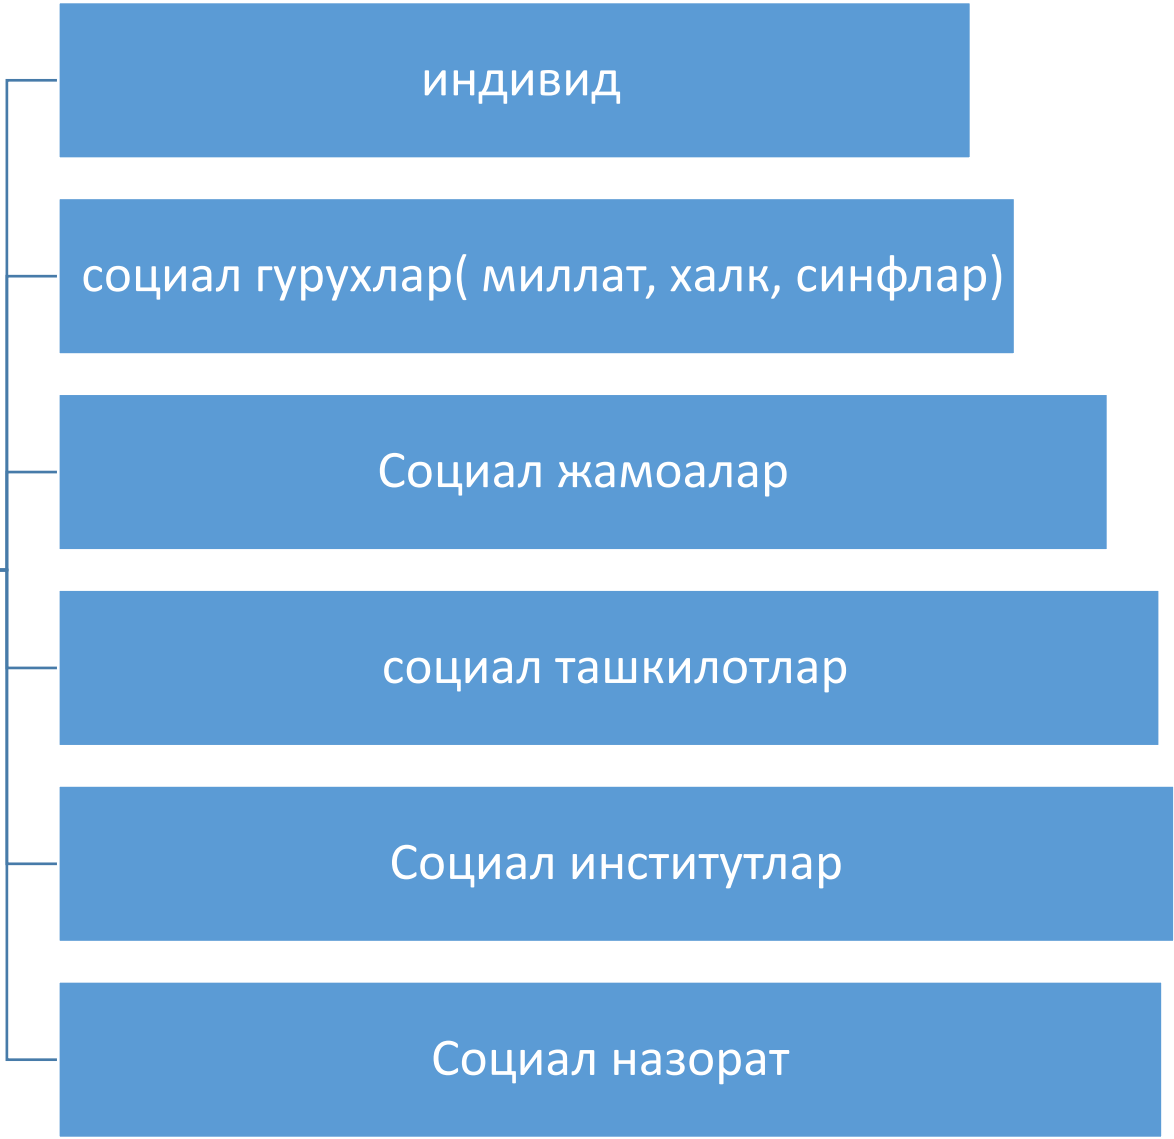 индивид
социал гурухлар( миллат, халк, синфлар)
Социал жамоалар
социал ташкилотлар
Социал институтлар
Социал назорат